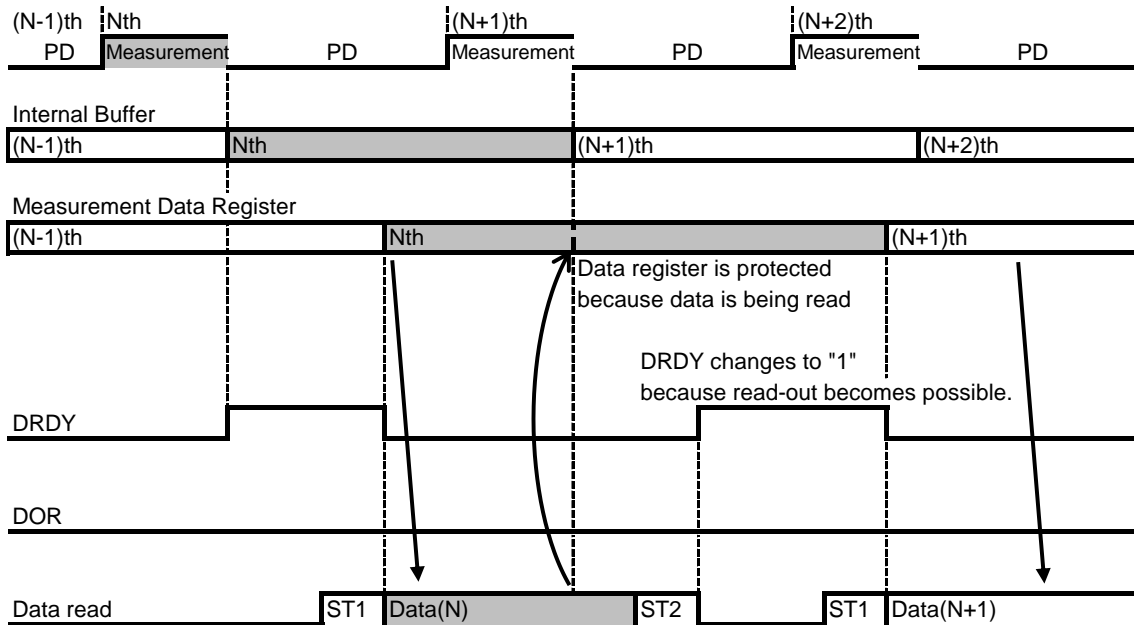 (N-1)th Nth (N+1)th (N+2)th
PD Measurement PD Measurement PD Measurement PD
Internal Buffer
(N-1)th Nth (N+1)th (N+2)th
Measurement Data Register
(N-1)th Nth (N+1)th
Data register is protected
because data is being read
DRDY changes to "1"
because read-out becomes possible.
DRDY
DOR
Data read ST1 Data(N) ST2 ST1 Data(N+1)